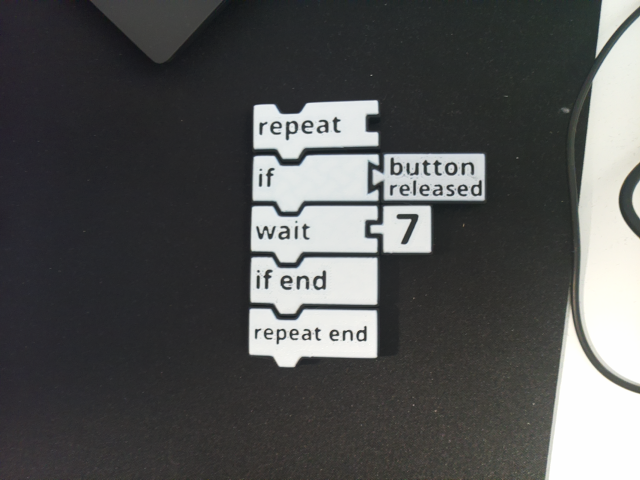 repeat
if button released
wait 7
if end
repeat end